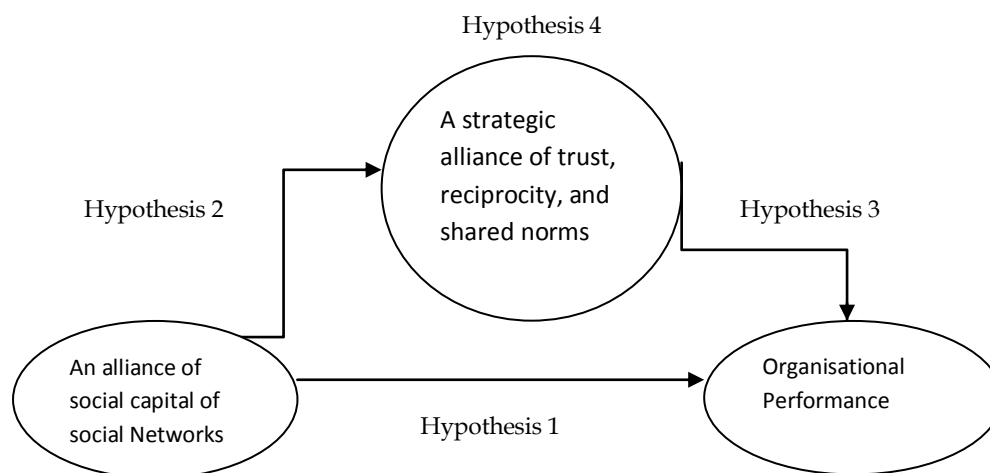 Hypothesis 4
A strategic
alliance of trust,
reciprocity, and
shared norms
Hypothesis 2
Hypothesis 3
An alliance of
social capital of
social Networks
Organisational
Performance
Hypothesis 1